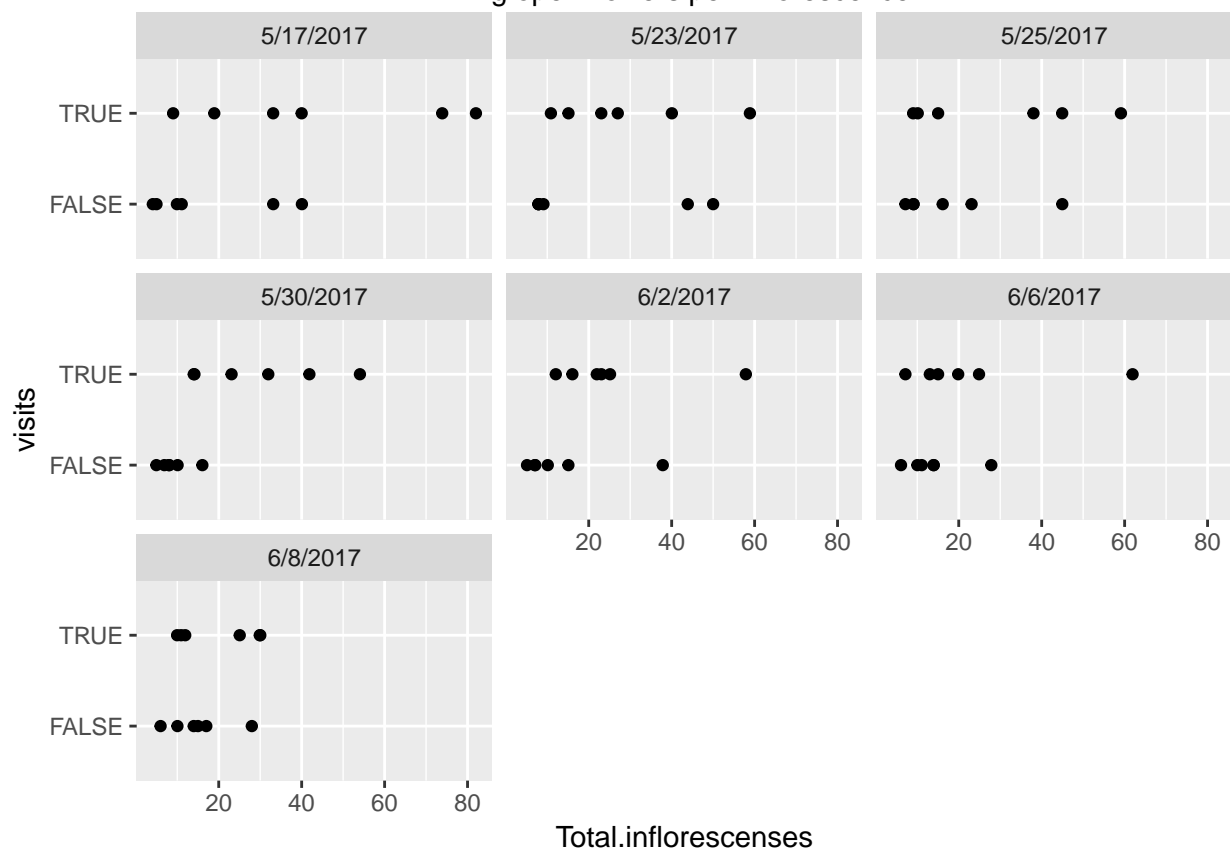 5/17/2017 5/23/2017 5/25/2017
TRUE
FALSE
5/30/2017 6/2/2017 6/6/2017
TRUE
FALSE
visits
20 40 60 80 20 40 60 80
6/8/2017
TRUE
FALSE
20 40 60 80
Total.inflorescenses